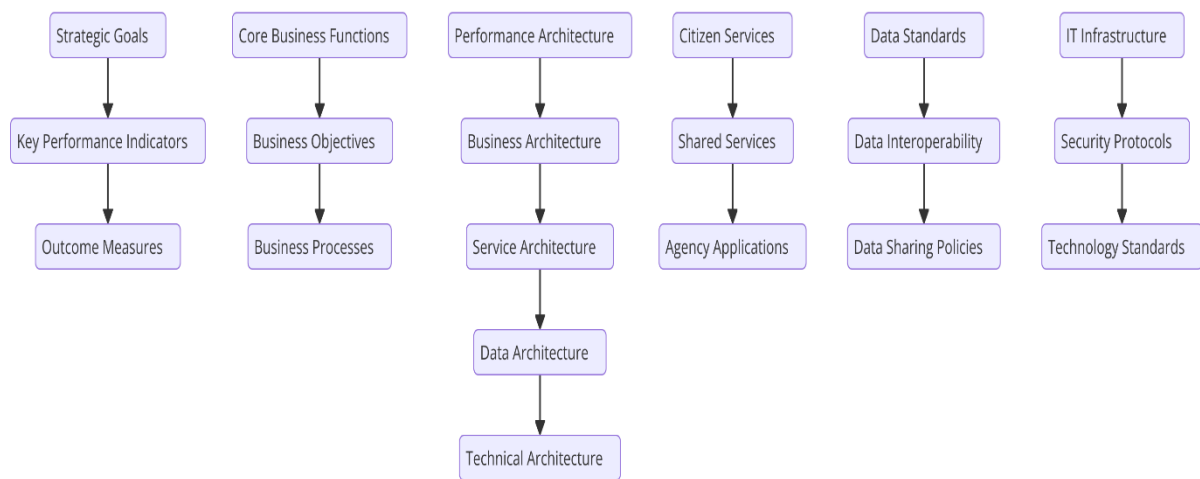 Strategic Goals
Core Business Functions
Performance Architecture
Citizen Services
Data Standards
IT Infrastructure
Key Performance Indicators
Business Objectives
Business Architecture
Shared Services
Data Interoperability
Security Protocols
Outcome Measures
Business Processes
Service Architecture
Agency Applications
Data Sharing Policies
Technology Standards
Data Architecture
Technical Architecture